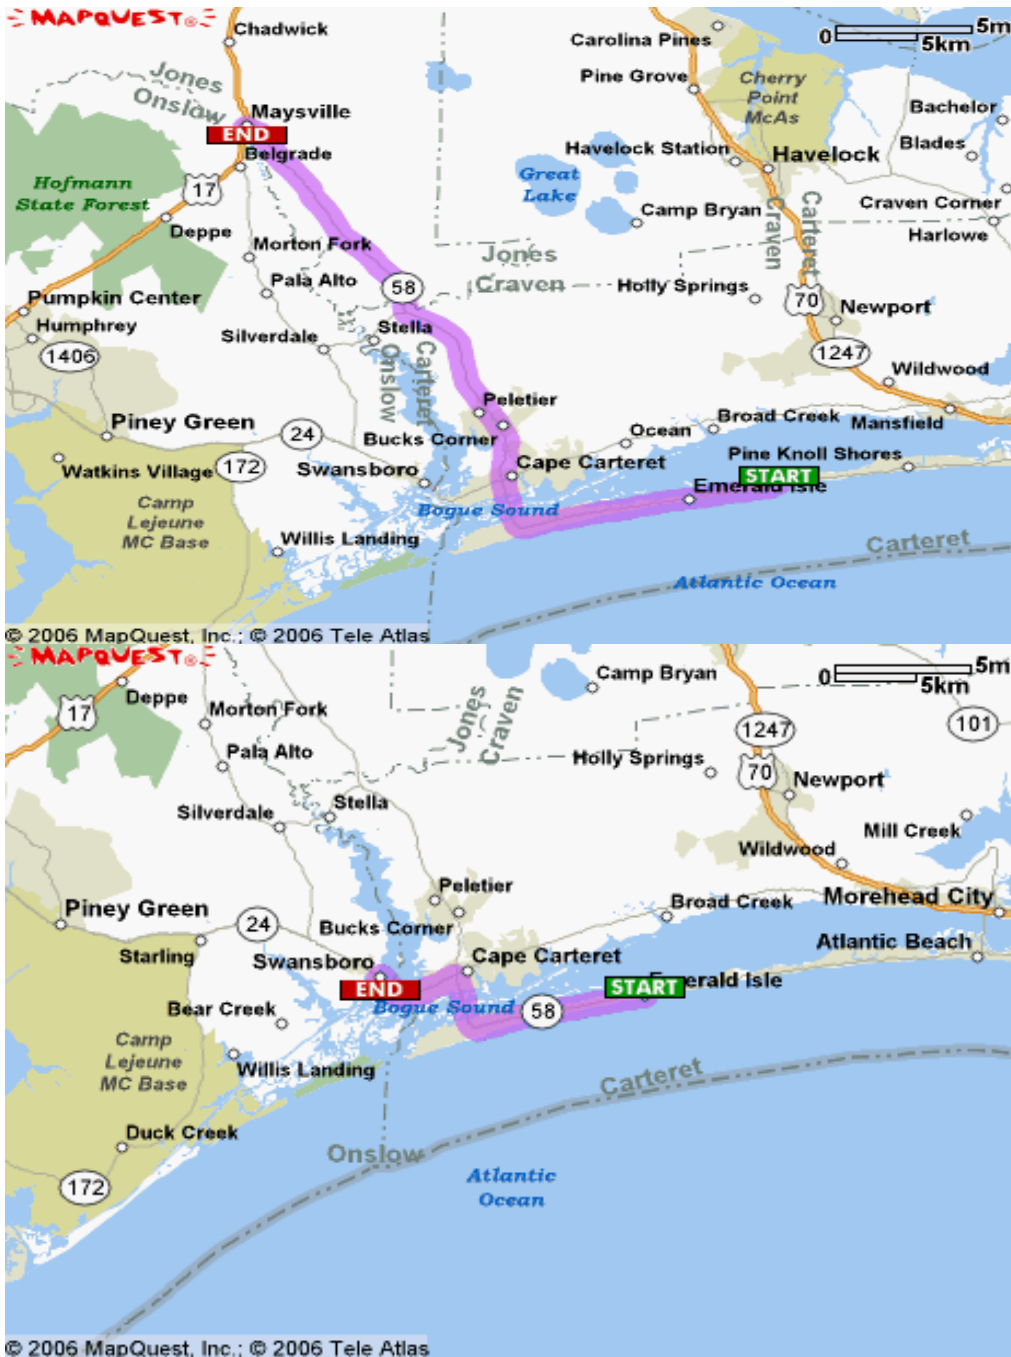 MAPQUEST®
Chadwick
Carolina Pines
0
5m
5km
Pine Grove
Cherry
Point
McAs
Jones
Onslow
Bachelor
Maysville
END
Belgrade
Blades
Havelock Station
Havelock
Hofmann
State Forest
17
Great
Lake
Craven Corner
Camp Bryan
Deppe
Harlowe
Craven
Carteret
Morton Fork
Jones
Craven
58
Pala Alto
Holly Springs
70
Newport
Pumpkin Center
Humphrey
Silverdale
Stella
1406
1247
Onslow
Carteret
Wildwood
Peletier
Piney Green
24
Bucks Corner
Ocean
Broad Creek
Mansfield
Watkins Village
172
Swansboro
Cape Carteret
Pine Knoll Shores
START
Emerald Isle
Camp
Lejeune
MC Base
Bogue Sound
Willis Landing
Carteret
Atlantic Ocean
© 2006 MapQuest, Inc.; © 2006 Tele Atlas
MAPQUEST®
Deppe
17
Camp Bryan
0
5m
5km
Morton Fork
Jones
Craven
1247
101
Pala Alto
Holly Springs
70
Newport
Silverdale
Stella
Mill Creek
Wildwood
Peletier
Piney Green
24
Bucks Corner
Broad Creek
Morehead City
Starling
Swansboro
Cape Carteret
Atlantic Beach
END
START
Emerald Isle
Bear Creek
Bogue Sound
58
Camp
Lejeune
MC Base
Willis Landing
Carteret
Duck Creek
Onslow
172
Atlantic
Ocean
© 2006 MapQuest, Inc.; © 2006 Tele Atlas